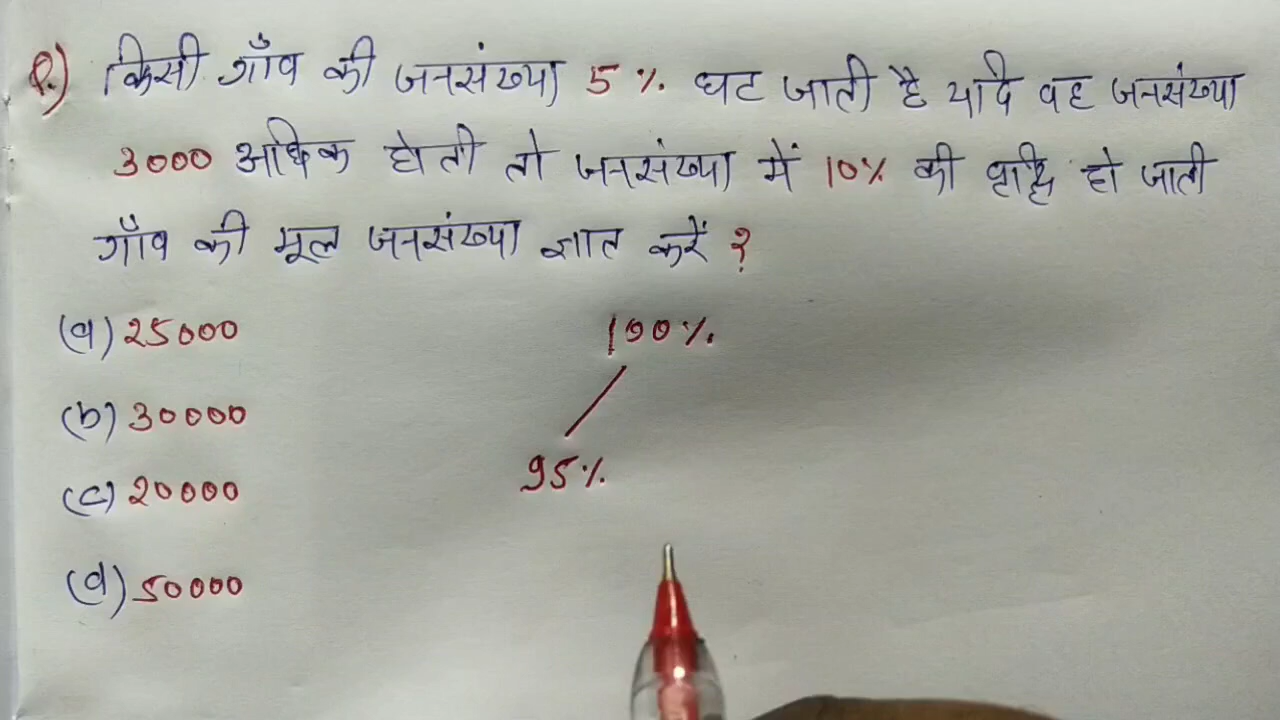 Q.) किसी गाँव की जनसंख्या 5% घट जाती है यदि वह जनसंख्या
3000 अधिक होती तो जनसंख्या में 10% की वृद्धि हो जाती
गाँव की मूल जनसंख्या ज्ञात करें ?
(a) 25000
100%
(b) 30000
95%
(c) 20000
(d) 50000